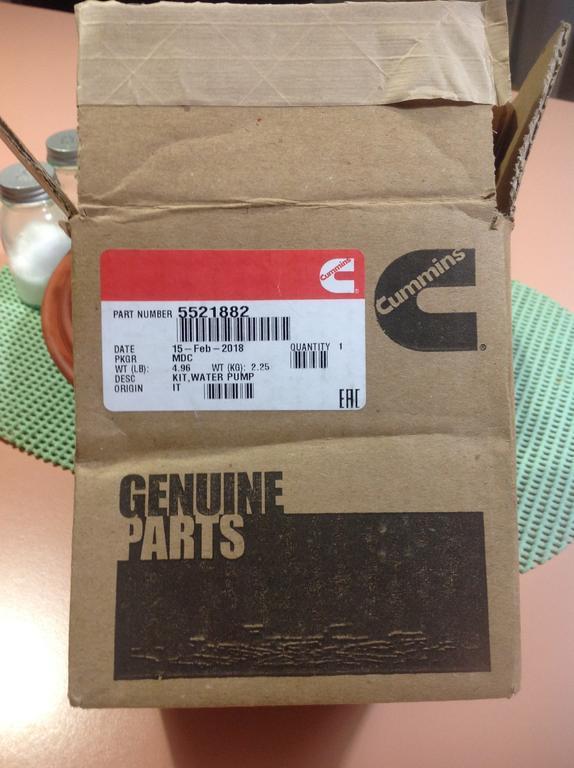 Cummins
Cummins
PART NUMBER 5521882
DATE 15-Feb-2018 QUANTITY 1
PKGR MDC
WT (LB): 4.96 WT (KG): 2.25
DESC KIT,WATER PUMP
ORIGIN IT
EAC
GENUINE
PARTS